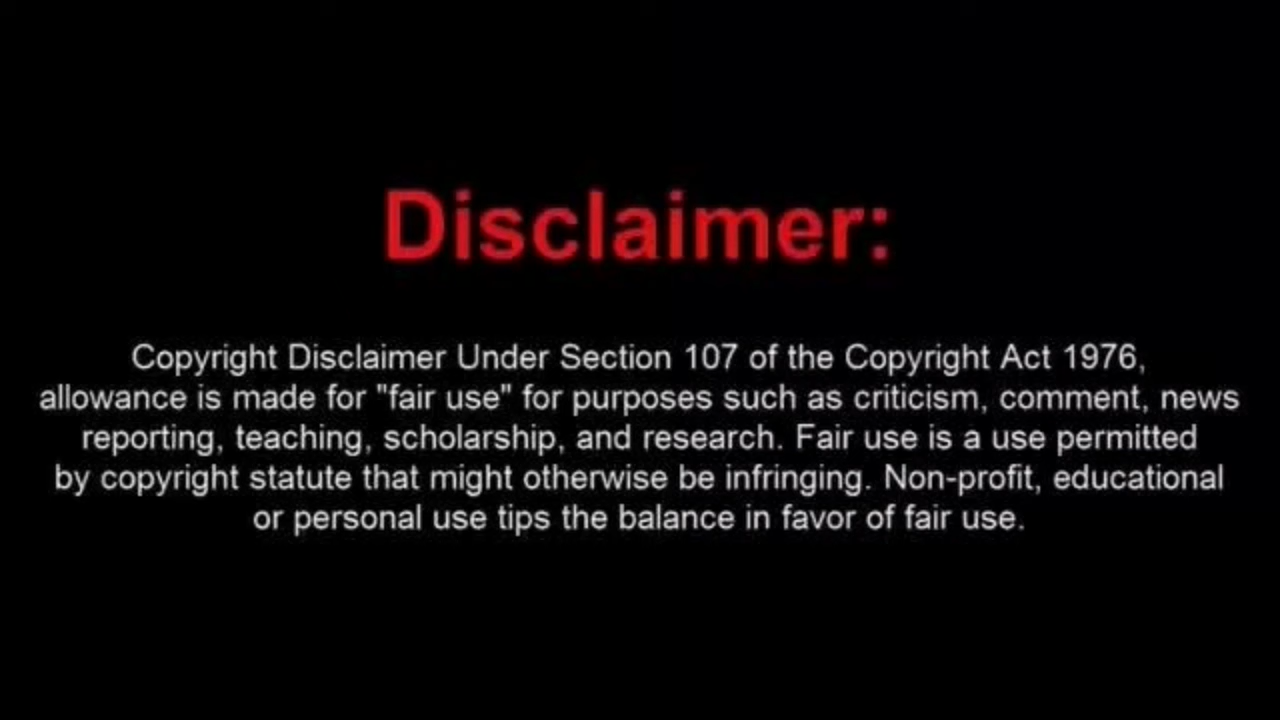 Disclaimer:
Copyright Disclaimer Under Section 107 of the Copyright Act 1976,
allowance is made for "fair use" for purposes such as criticism, comment, news
reporting, teaching, scholarship, and research. Fair use is a use permitted
by copyright statute that might otherwise be infringing. Non-profit, educational
or personal use tips the balance in favor of fair use.